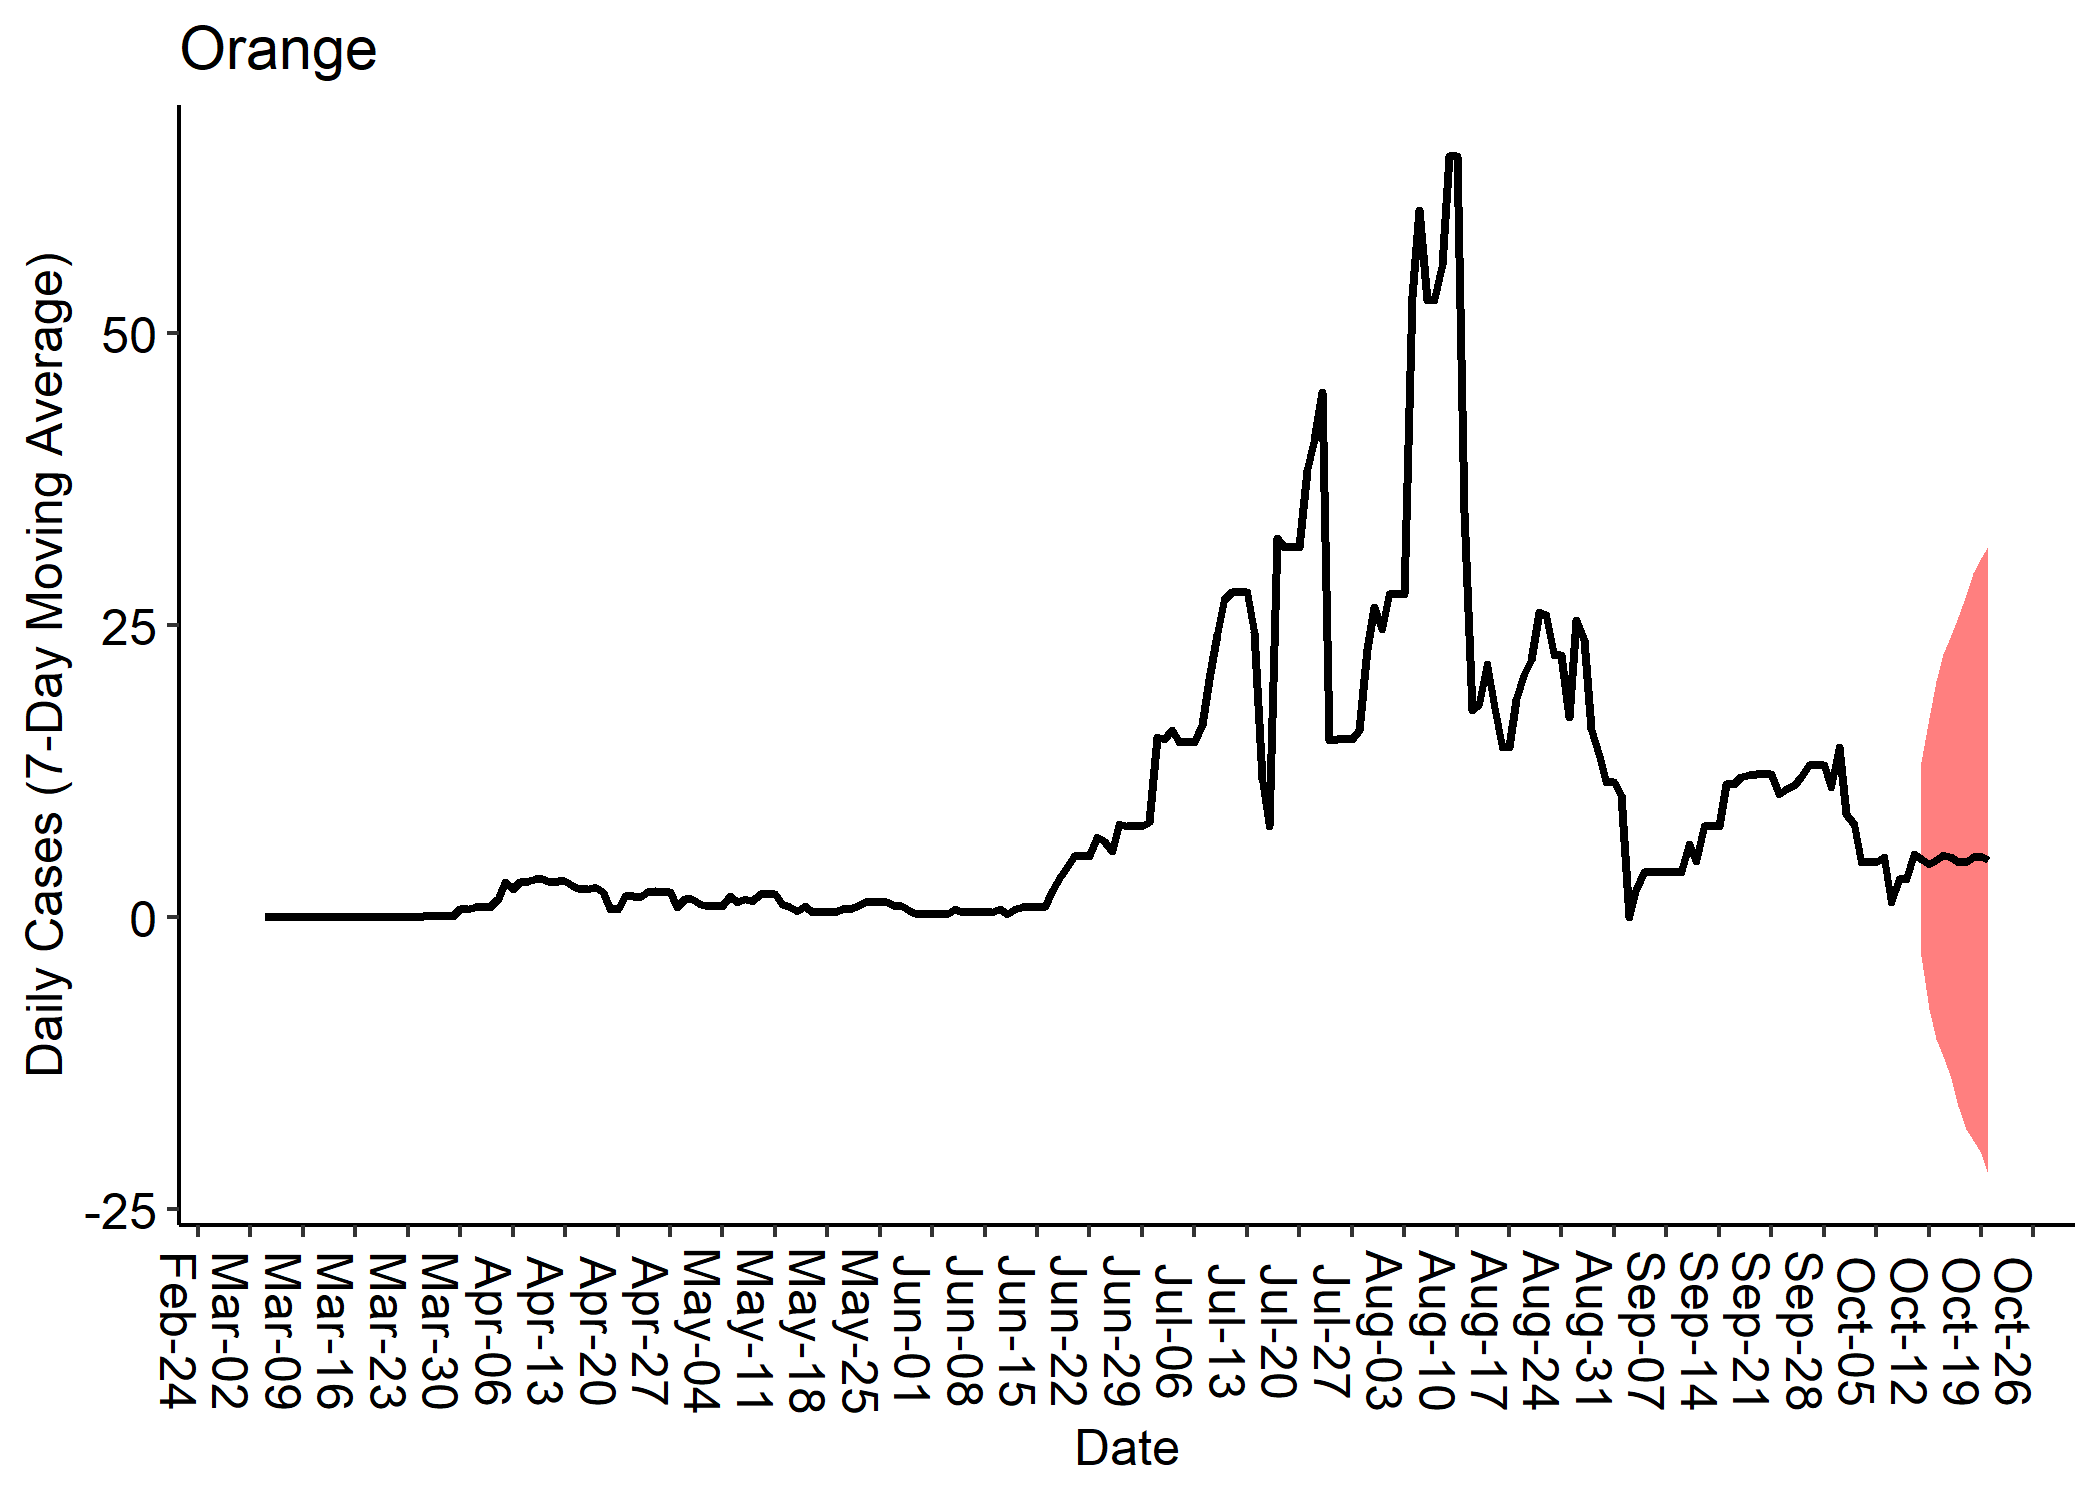 Orange
Daily Cases (7-Day Moving Average)
50
25
0
-25
Feb-24
Mar-02
Mar-09
Mar-16
Mar-23
Mar-30
Apr-06
Apr-13
Apr-20
Apr-27
May-04
May-11
May-18
May-25
Jun-01
Jun-08
Jun-15
Jun-22
Jun-29
Jul-06
Jul-13
Jul-20
Jul-27
Aug-03
Aug-10
Aug-17
Aug-24
Aug-31
Sep-07
Sep-14
Sep-21
Sep-28
Oct-05
Oct-12
Oct-19
Oct-26
Date